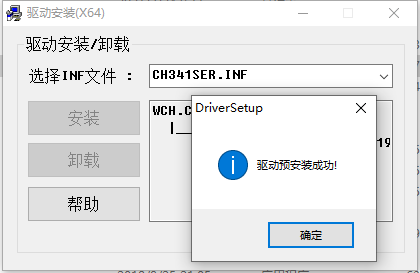 驱动安装(X64)
驱动安装/卸载
选择INF文件 :
CH341SER.INF
安装
卸载
帮助
WCH.C
|__
19
DriverSetup
驱动预安装成功!
确定